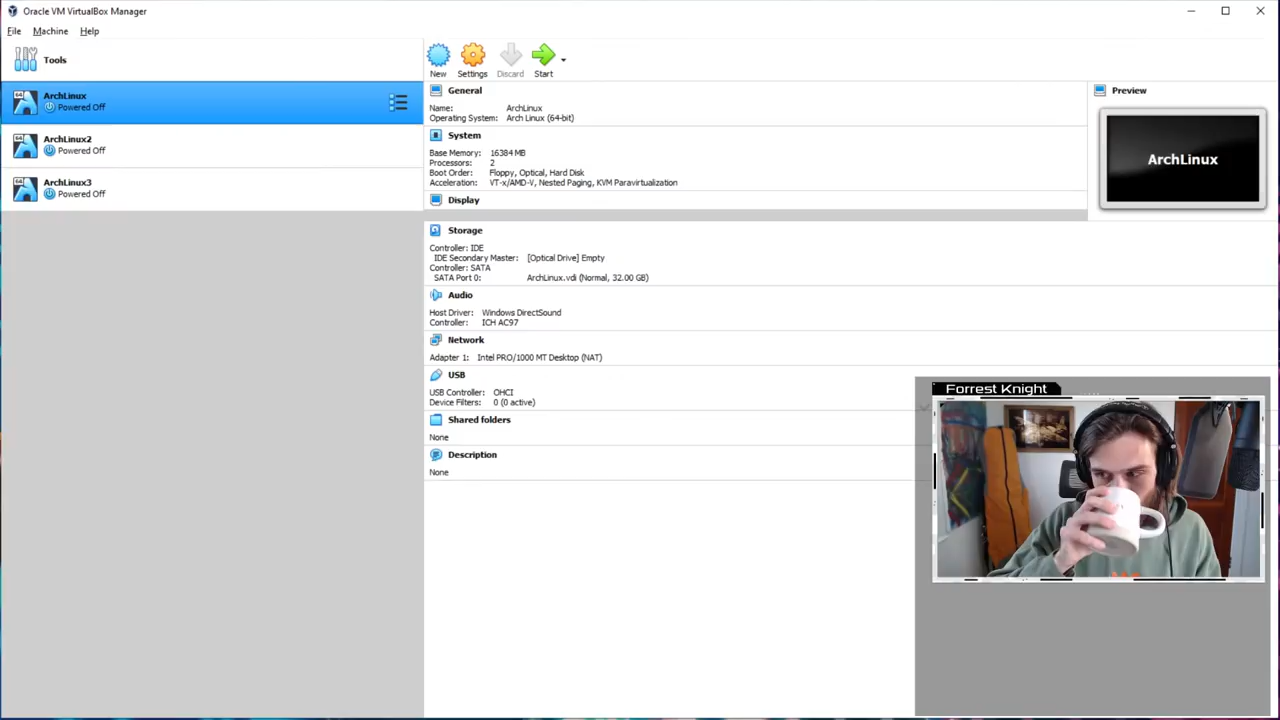 Oracle VM VirtualBox Manager
File Machine Help
Tools
New Settings Discard Start
64 ArchLinux
Powered Off
64 ArchLinux2
Powered Off
64 ArchLinux3
Powered Off
General
Name: ArchLinux
Operating System: Arch Linux (64-bit)
System
Base Memory: 16384 MB
Processors: 2
Boot Order: Floppy, Optical, Hard Disk
Acceleration: VT-x/AMD-V, Nested Paging, KVM Paravirtualization
Display
Preview
ArchLinux
Storage
Controller: IDE
IDE Secondary Master: [Optical Drive] Empty
Controller: SATA
SATA Port 0: ArchLinux.vdi (Normal, 32.00 GB)
Audio
Host Driver: Windows DirectSound
Controller: ICH AC97
Network
Adapter 1: Intel PRO/1000 MT Desktop (NAT)
USB
USB Controller: OHCI
Device Filters: 0 (0 active)
Shared folders
None
Description
None
Forrest Knight